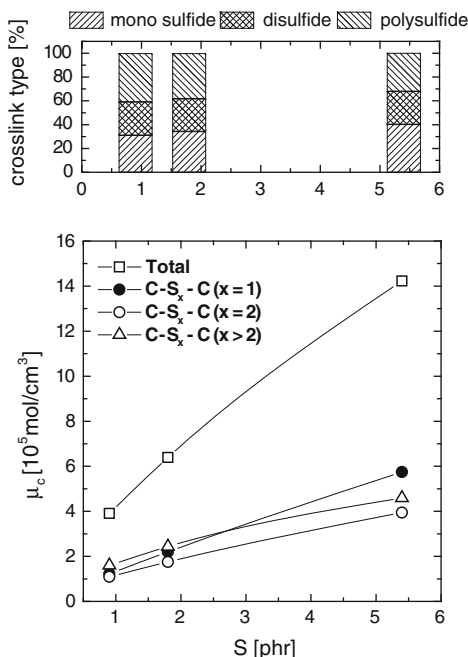 mono sulfide disulfide polysulfide
crosslink type [%]
100
80
60
40
20
0
0 1 2 3 4 5 6
16
14
12
10
8
6
4
2
0
Total
C-Sx-C (x = 1)
C-Sx-C (x = 2)
C-Sx-C (x > 2)
μc [10⁵mol/cm³]
1 2 3 4 5 6
S [phr]